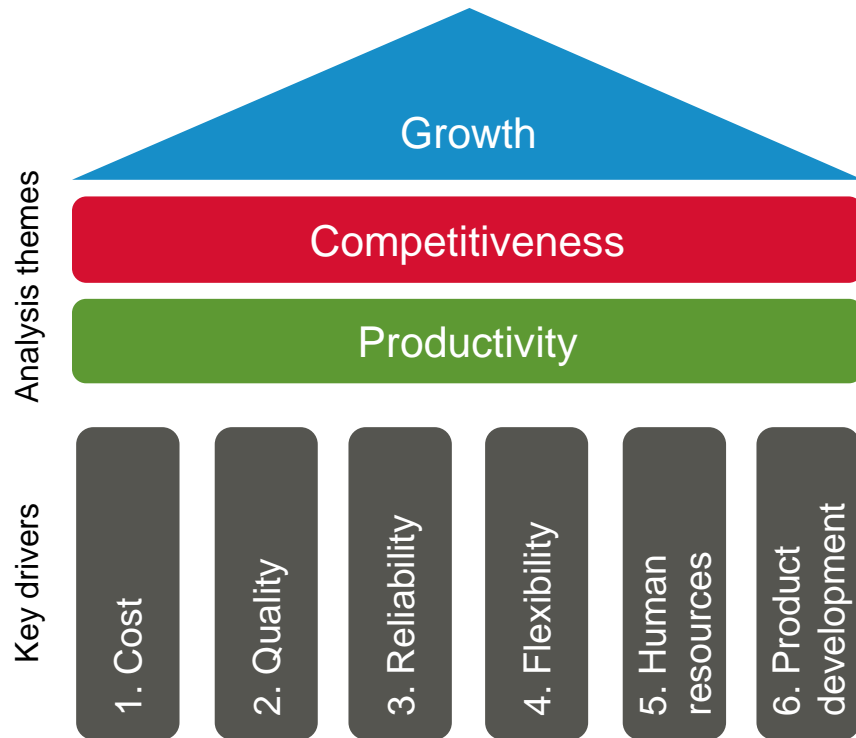 Growth
Analysis themes
Competitiveness
Productivity
Key drivers
1. Cost
2. Quality
3. Reliability
4. Flexibility
5. Human
resources
6. Product
development